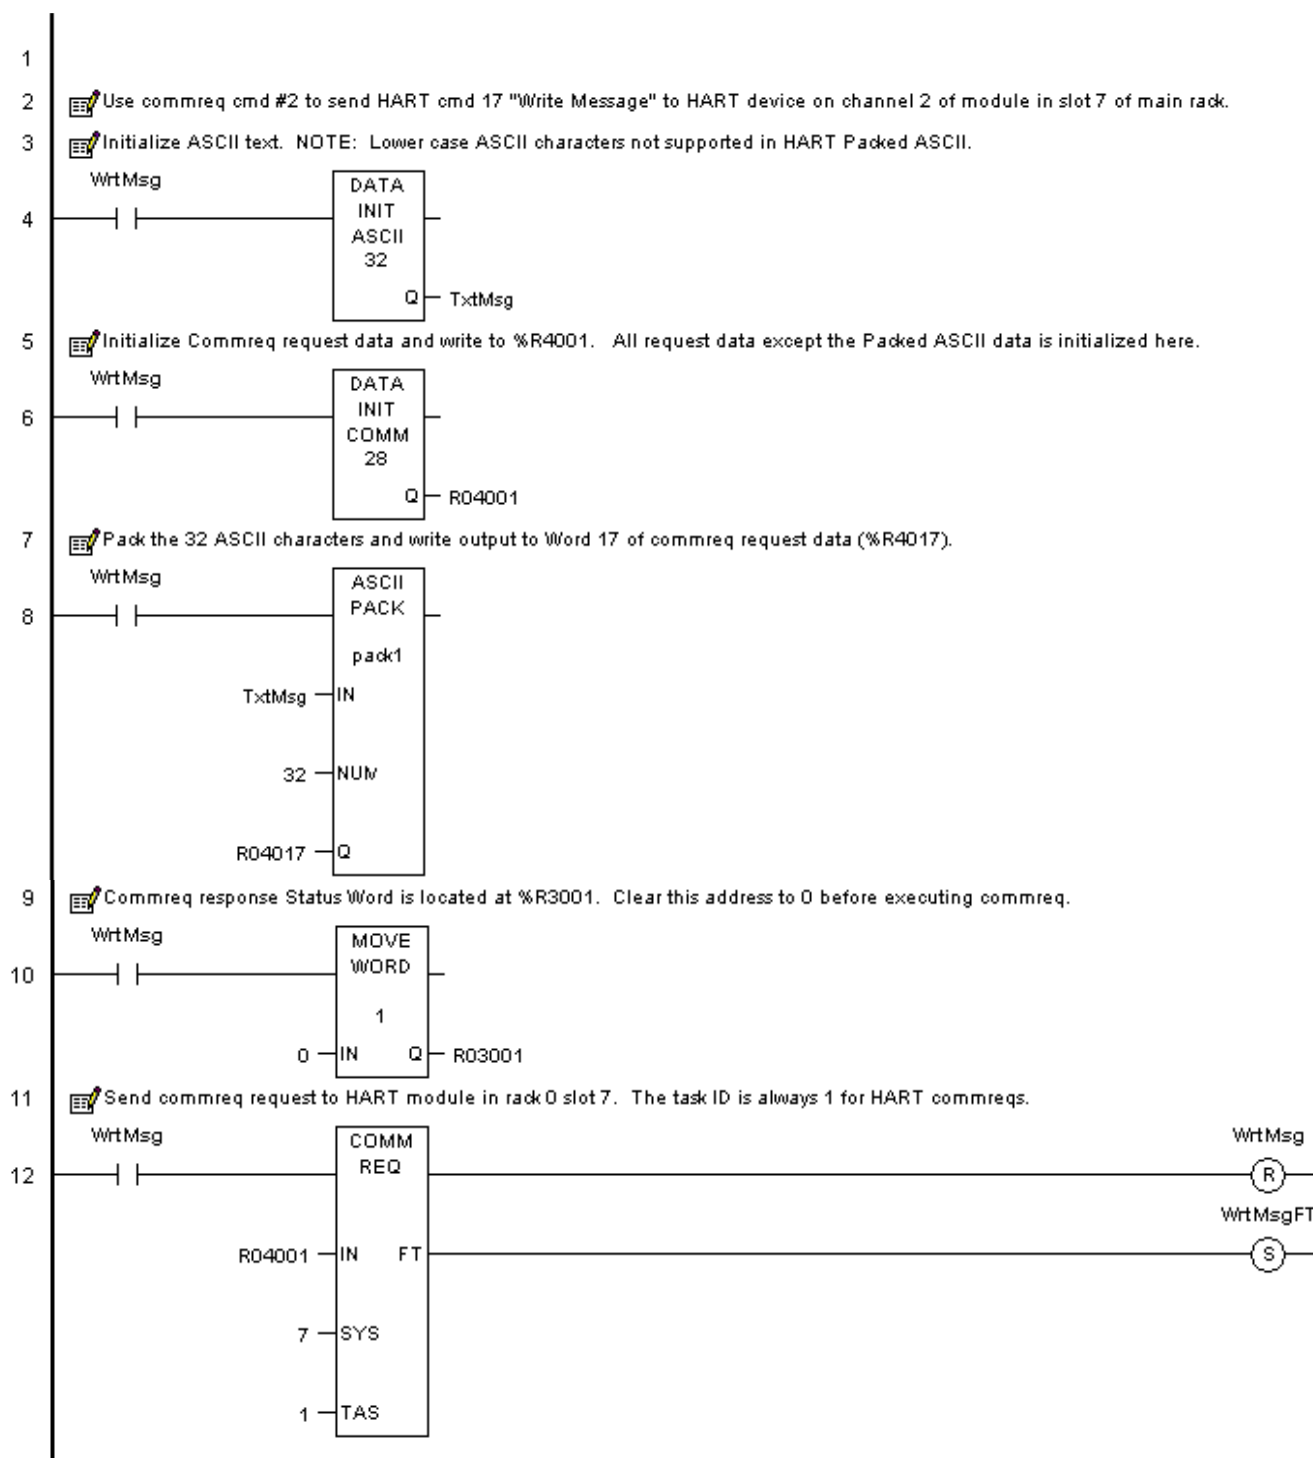 1
2 Use commreq cmd #2 to send HART cmd 17 "Write Message" to HART device on channel 2 of module in slot 7 of main rack.
3 Initialize ASCII text. NOTE: Lower case ASCII characters not supported in HART Packed ASCII.
WrtMsg
4
DATA
INIT
ASCII
32
Q TxtMsg
5 Initialize Commreq request data and write to %R4001. All request data except the Packed ASCII data is initialized here.
WrtMsg
6
DATA
INIT
COMM
28
Q R04001
7 Pack the 32 ASCII characters and write output to Word 17 of commreq request data (%R4017).
WrtMsg
8
ASCII
PACK
pack1
TxtMsg IN
32 NUM
R04017 Q
9 Commreq response Status Word is located at %R3001. Clear this address to 0 before executing commreq.
WrtMsg
10
MOVE
WORD
1
0 IN Q R03001
11 Send commreq request to HART module in rack 0 slot 7. The task ID is always 1 for HART commreqs.
WrtMsg
12
COMM
REQ
WrtMsg
R
WrtMsgFT
R04001 IN FT S
7 SYS
1 TAS